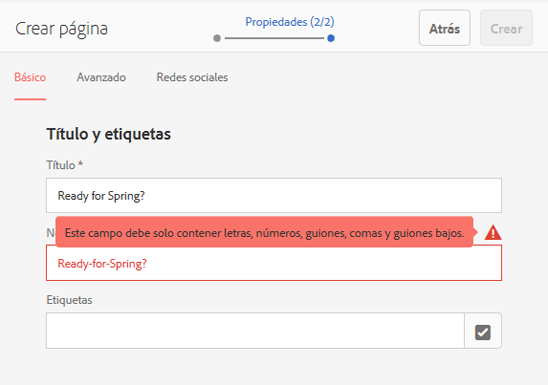 Crear página
Propiedades (2/2)
Atrás
Crear
Básico
Avanzado
Redes sociales
Título y etiquetas
Título *
Ready for Spring?
Este campo debe solo contener letras, números, guiones, comas y guiones bajos.
Ready-for-Spring?
Etiquetas